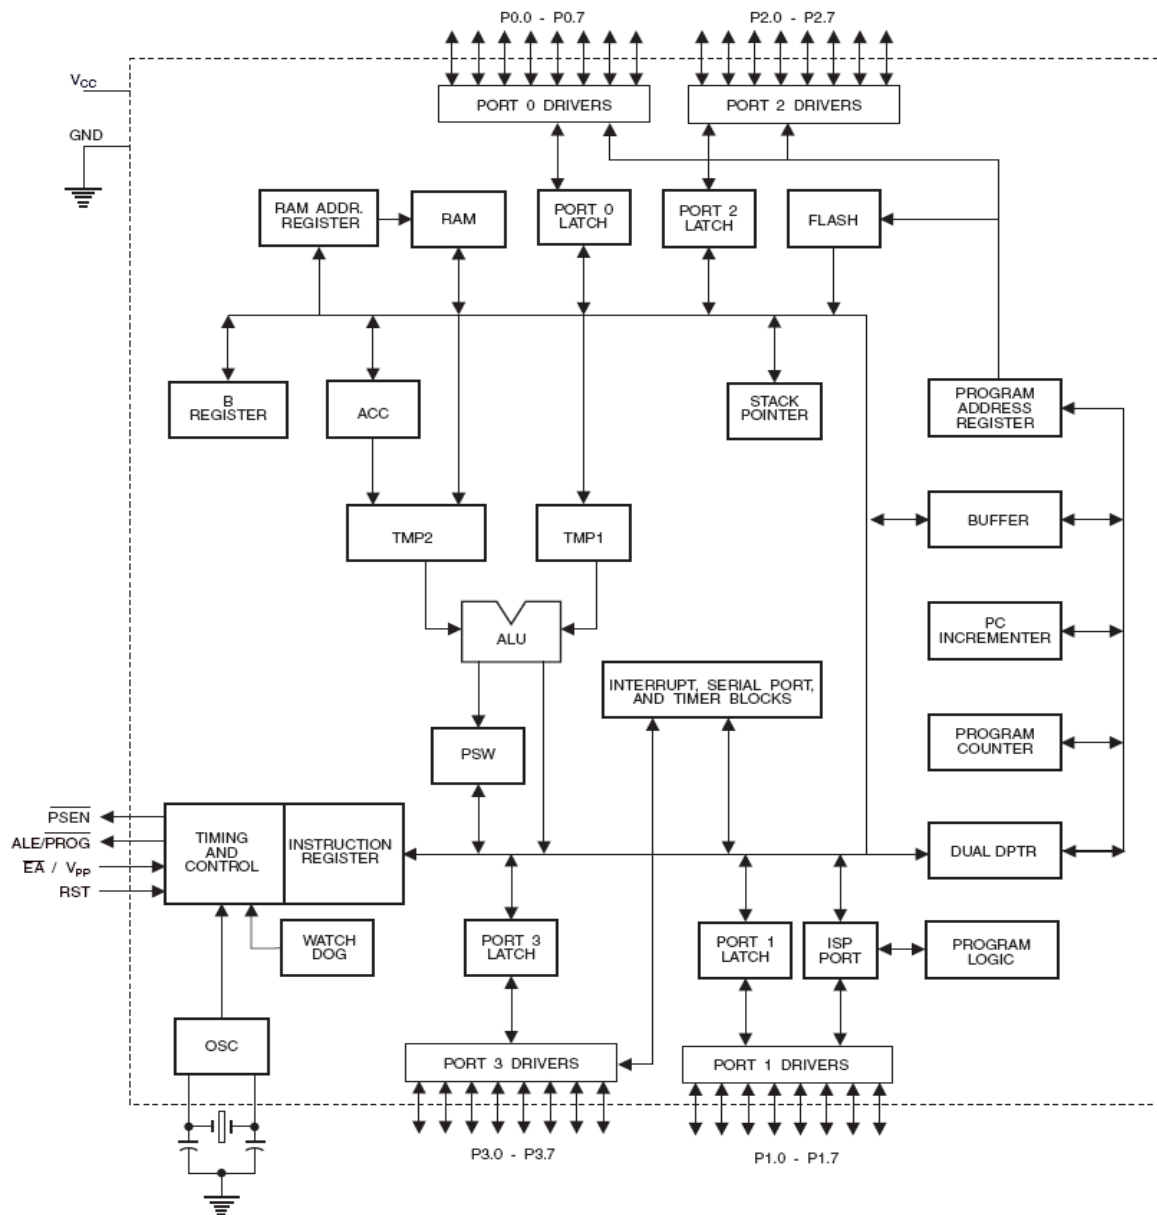 P0.0 - P0.7
P2.0 - P2.7
VCC
PORT 0 DRIVERS
PORT 2 DRIVERS
GND
RAM ADDR.
REGISTER
RAM
PORT 0
LATCH
PORT 2
LATCH
FLASH
B
REGISTER
ACC
STACK
POINTER
PROGRAM
ADDRESS
REGISTER
TMP2
TMP1
BUFFER
ALU
PC
INCREMENTER
INTERRUPT, SERIAL PORT,
AND TIMER BLOCKS
PSW
PROGRAM
COUNTER
PSEN
ALE/PROG
EA / VPP
RST
TIMING
AND
CONTROL
INSTRUCTION
REGISTER
DUAL DPTR
WATCH
DOG
PORT 3
LATCH
PORT 1
LATCH
ISP
PORT
PROGRAM
LOGIC
OSC
PORT 3 DRIVERS
PORT 1 DRIVERS
P3.0 - P3.7
P1.0 - P1.7